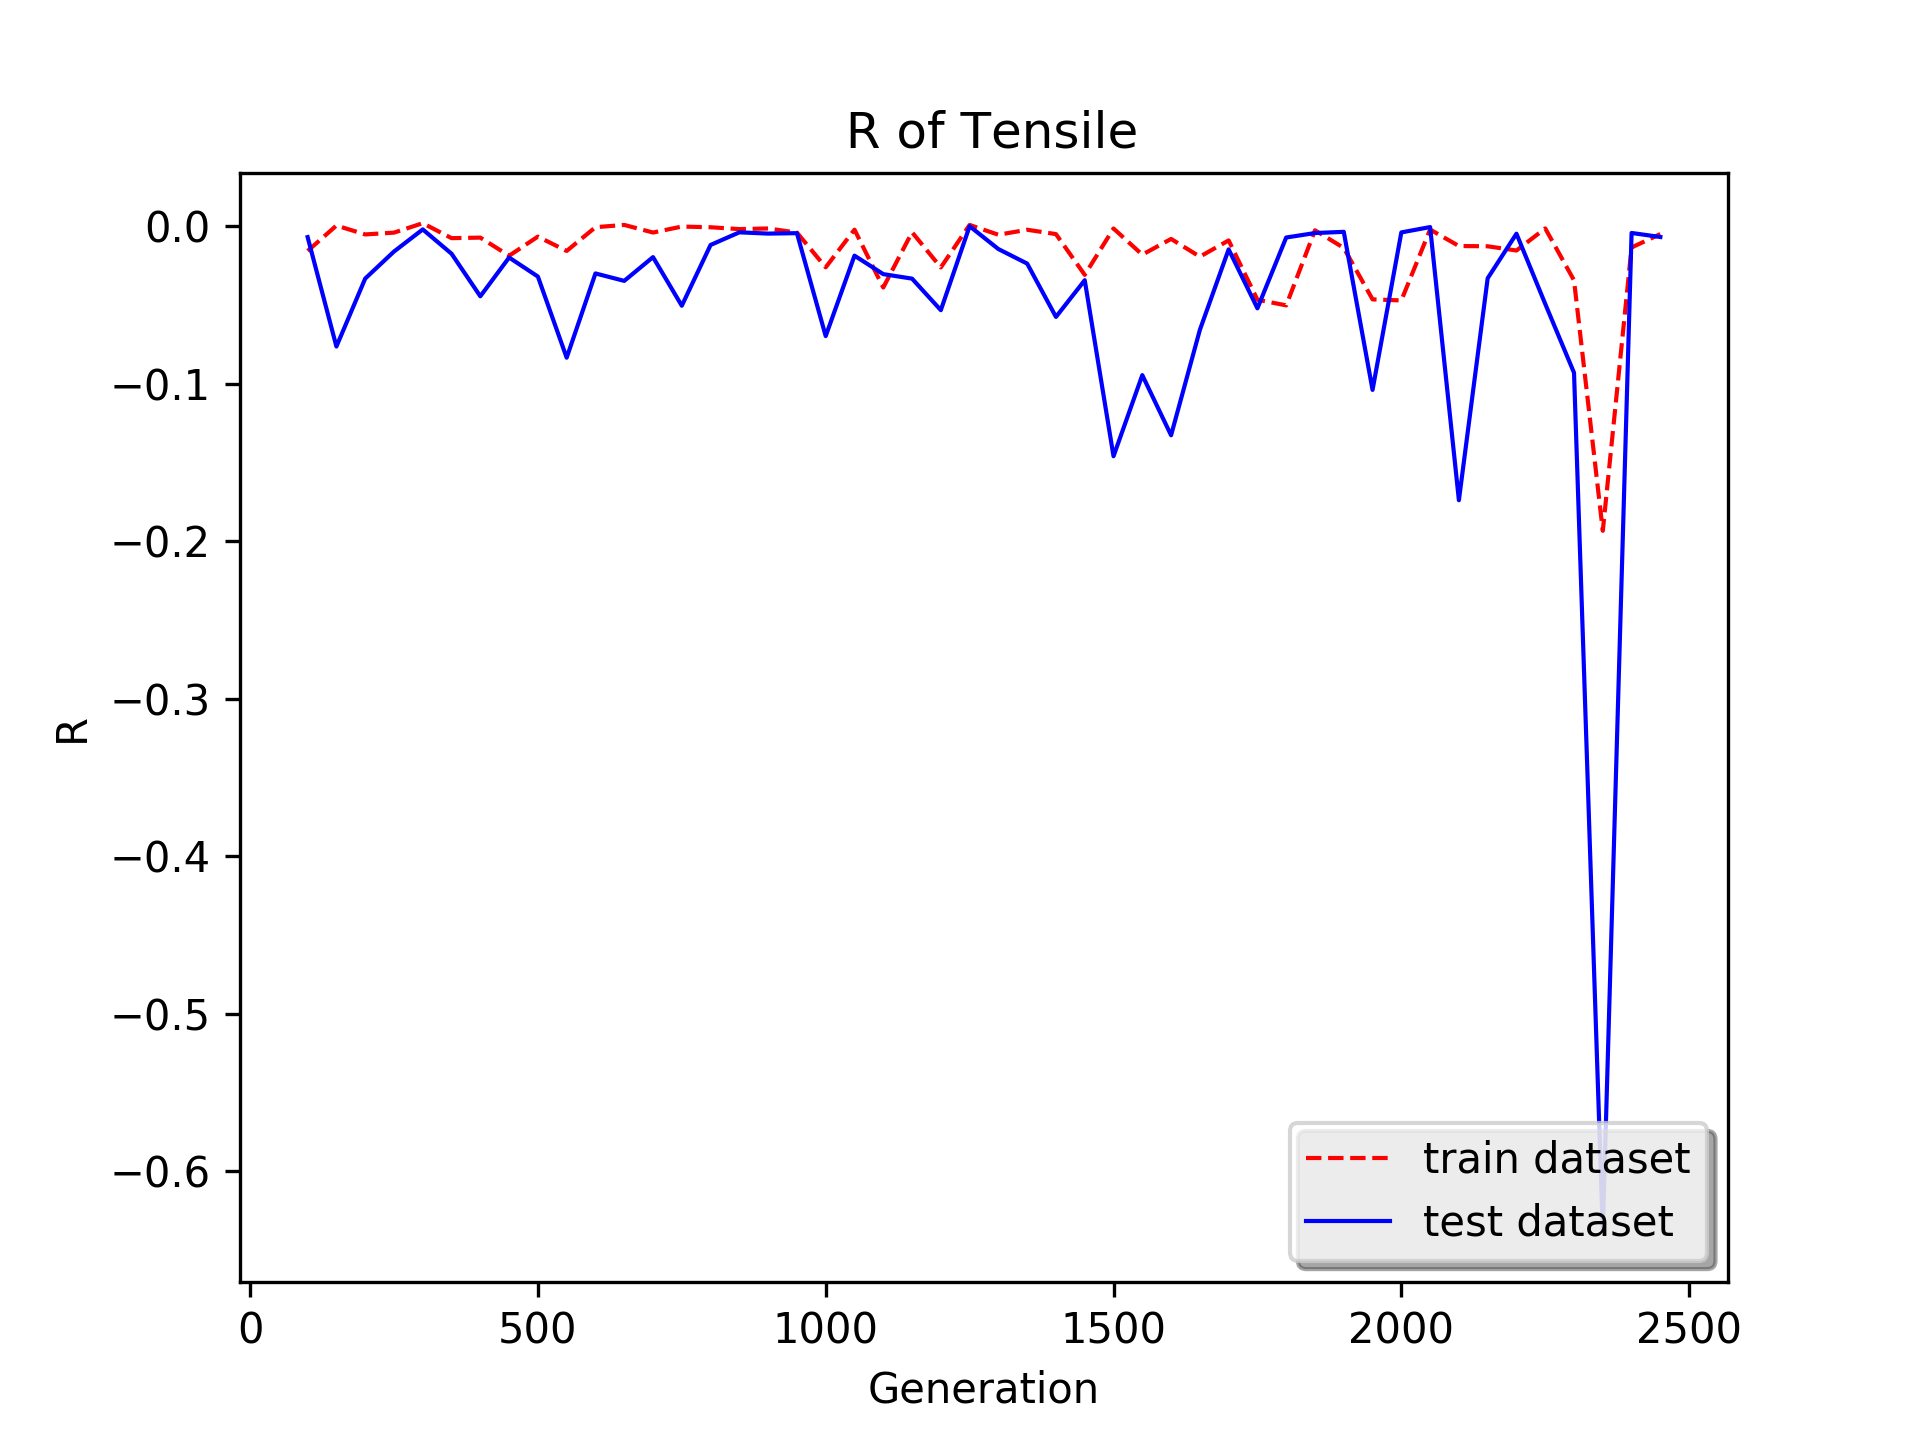 R of Tensile
0.0
−0.1
−0.2
−0.3
−0.4
−0.5
−0.6
R
train dataset
test dataset
0 500 1000 1500 2000 2500
Generation